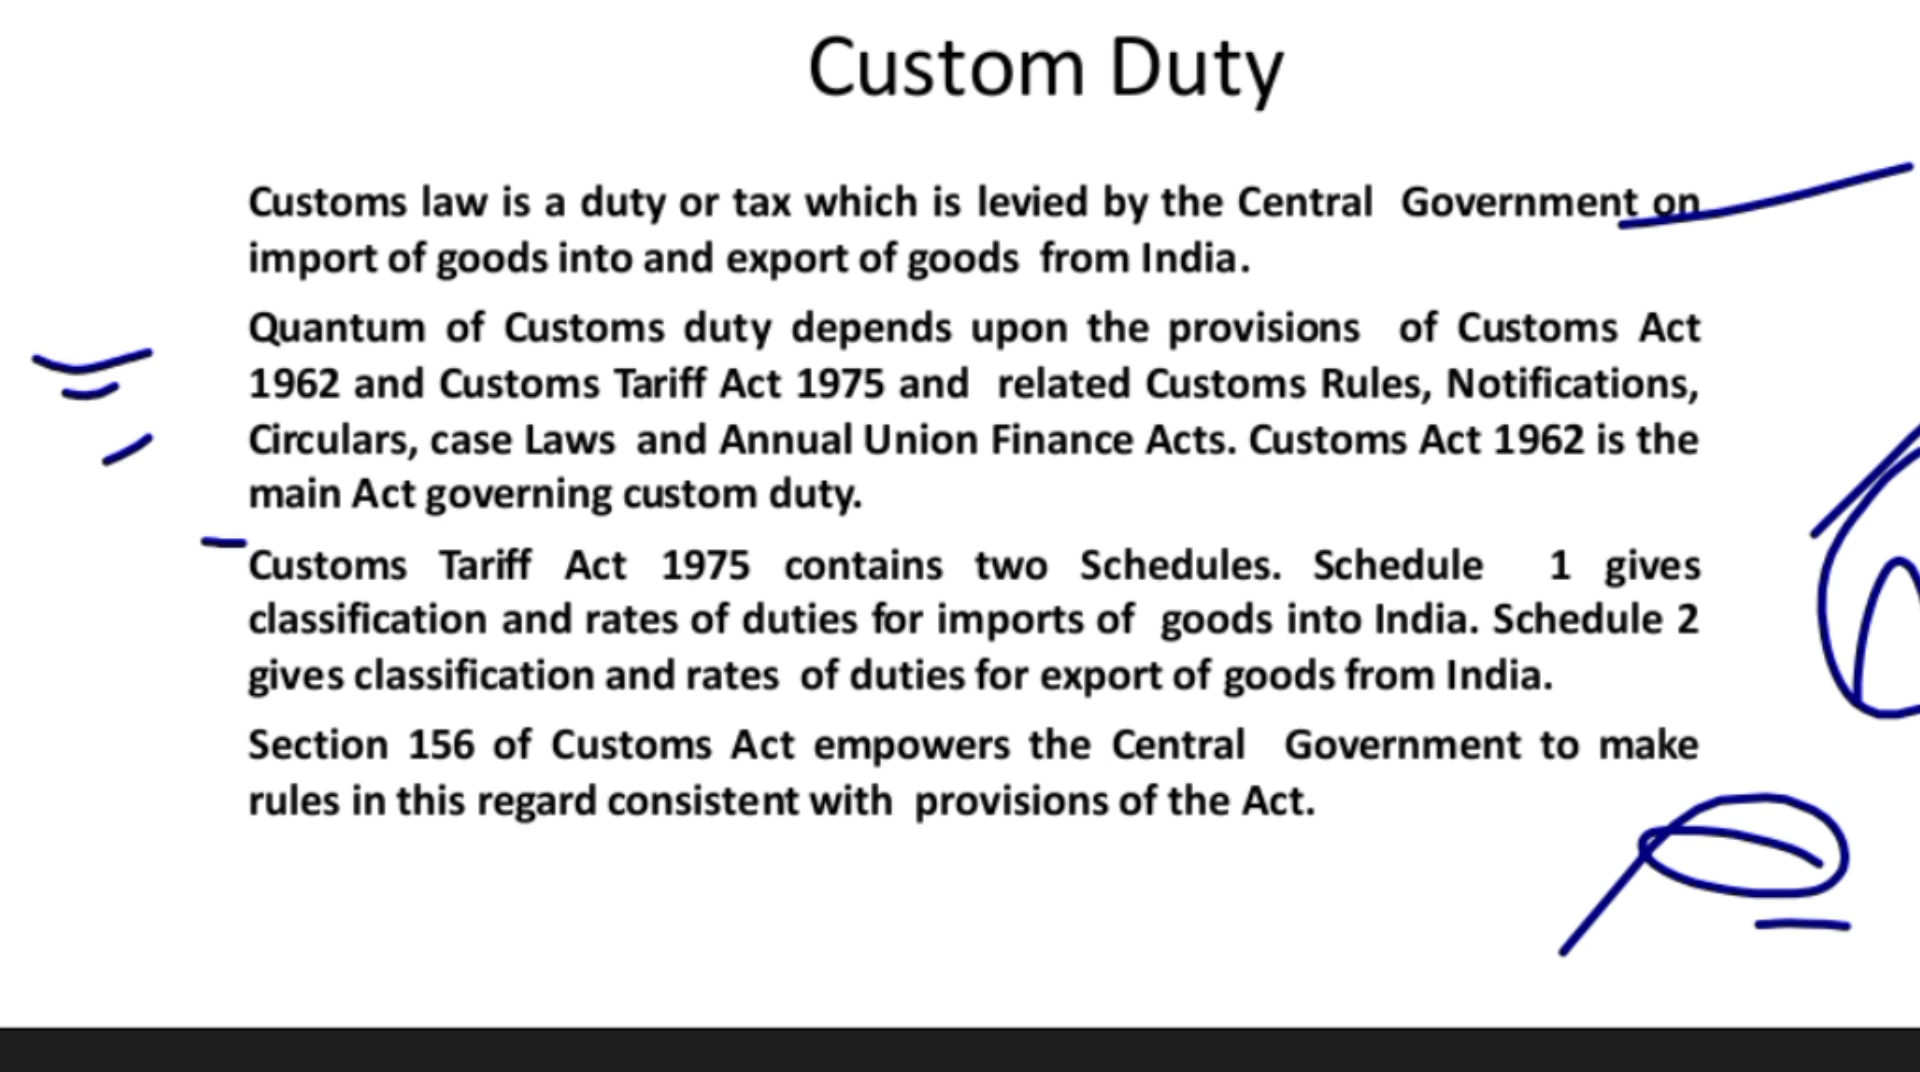 Custom Duty
Customs law is a duty or tax which is levied by the Central Government on
import of goods into and export of goods from India.
Quantum of Customs duty depends upon the provisions of Customs Act
1962 and Customs Tariff Act 1975 and related Customs Rules, Notifications,
Circulars, case Laws and Annual Union Finance Acts. Customs Act 1962 is the
main Act governing custom duty.
Customs Tariff Act 1975 contains two Schedules. Schedule 1 gives
classification and rates of duties for imports of goods into India. Schedule 2
gives classification and rates of duties for export of goods from India.
Section 156 of Customs Act empowers the Central Government to make
rules in this regard consistent with provisions of the Act.